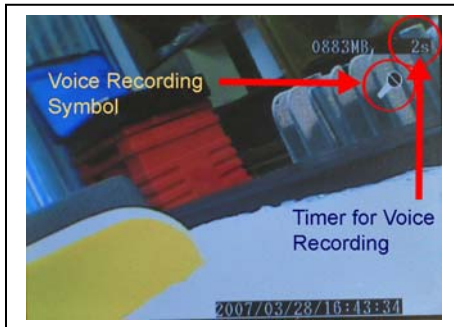 0883MB, 2s
Voice Recording
Symbol
Timer for Voice
Recording
2007/03/28/16:43:34